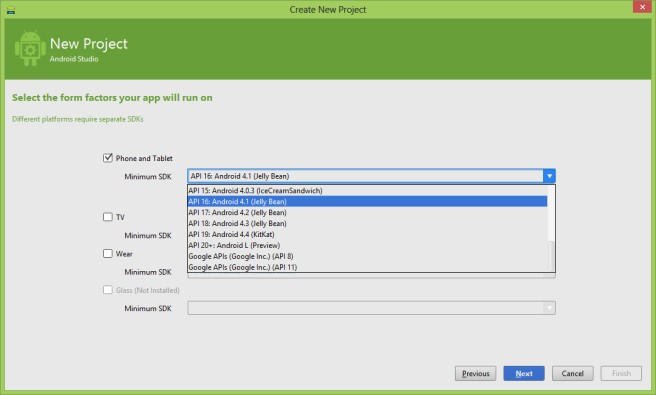 Create New Project
New Project
Android Studio
Select the form factors your app will run on
Different platforms require separate SDKs
Phone and Tablet
Minimum SDK
API 16: Android 4.1 (Jelly Bean)
API 15: Android 4.0.3 (IceCreamSandwich)
API 16: Android 4.1 (Jelly Bean)
API 17: Android 4.2 (Jelly Bean)
API 18: Android 4.3 (Jelly Bean)
API 19: Android 4.4 (KitKat)
API 20+: Android L (Preview)
Google APIs (Google Inc.) (API 8)
Google APIs (Google Inc.) (API 11)
TV
Minimum SDK
Wear
Minimum SDK
Glass (Not Installed)
Minimum SDK
Previous Next Cancel Finish